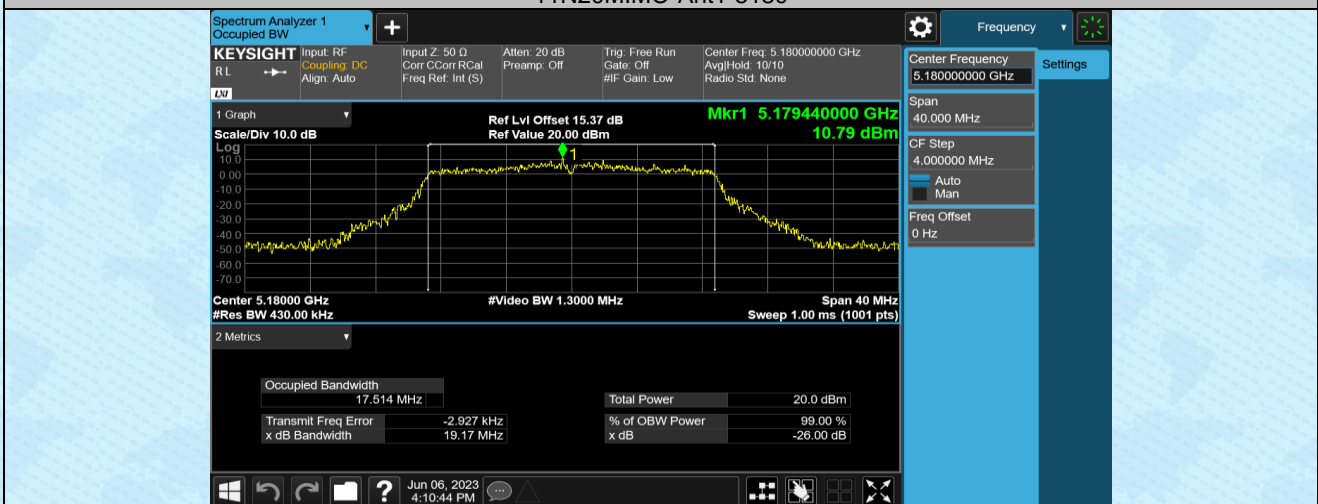 Spectrum Analyzer 1
Occupied BW
+
Frequency
KEYSIGHT
R L
LXI
Input: RF
Coupling: DC
Align: Auto
Input Z: 50 Ω
Corr CCorr RCal
Freq Ref: Int (S)
Atten: 20 dB
Preamp: Off
Trig: Free Run
Gate: Off
#IF Gain: Low
Center Freq: 5.180000000 GHz
Avg|Hold: 10/10
Radio Std: None
Center Frequency
5.180000000 GHz
Settings
Span
40.000 MHz
CF Step
4.000000 MHz
Auto
Man
Freq Offset
0 Hz
1 Graph
Scale/Div 10.0 dB
Ref Lvl Offset 15.37 dB
Ref Value 20.00 dBm
Mkr1 5.179440000 GHz
10.79 dBm
Log
10.0
0.00
-10.0
-20.0
-30.0
-40.0
-50.0
-60.0
-70.0
1
Center 5.18000 GHz
#Res BW 430.00 kHz
#Video BW 1.3000 MHz
Span 40 MHz
Sweep 1.00 ms (1001 pts)
2 Metrics
Occupied Bandwidth
17.514 MHz
Total Power 20.0 dBm
Transmit Freq Error -2.927 kHz
% of OBW Power 99.00 %
x dB Bandwidth 19.17 MHz
x dB -26.00 dB
?
Jun 06, 2023
4:10:44 PM